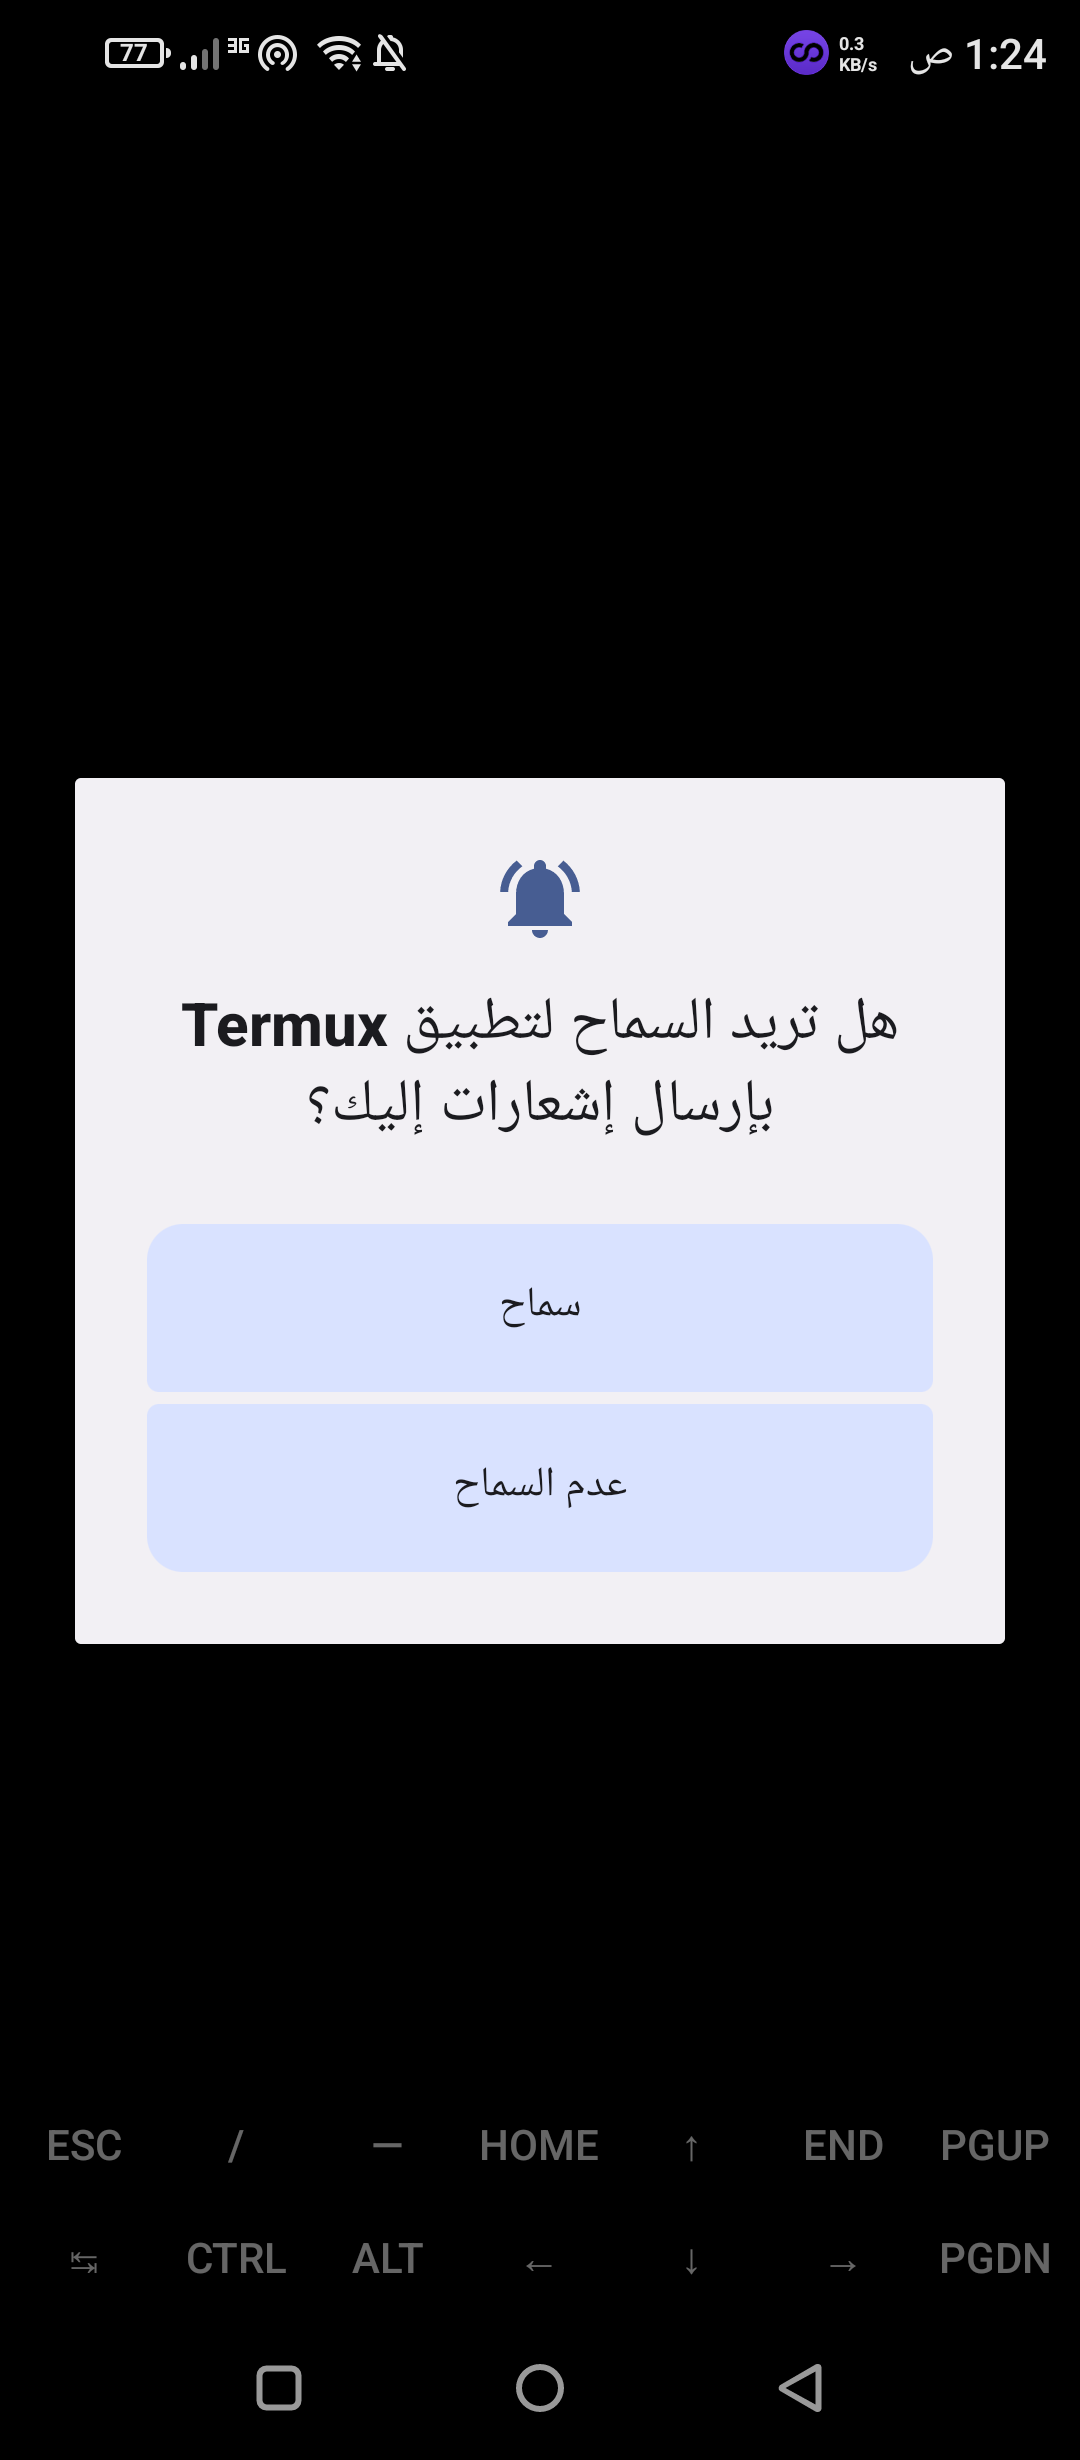 77 3G 0.3 KB/s 1:24 ص
هل تريد السماح لتطبيق Termux
بإرسال إشعارات إليك؟
سماح
عدم السماح
ESC / — HOME ↑ END PGUP
↹ CTRL ALT ← ↓ → PGDN